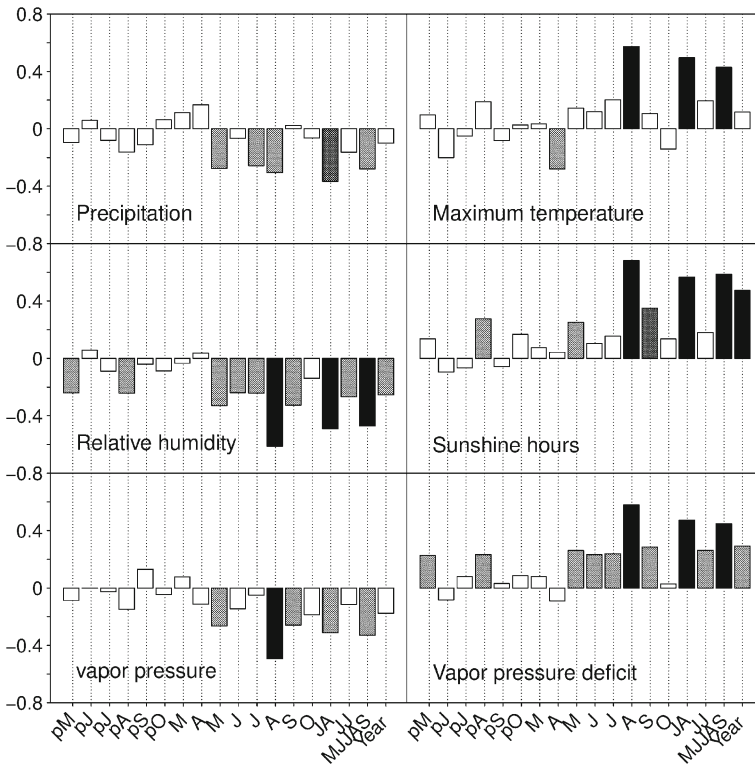 0.8
0.4
0
−0.4
Precipitation
Maximum temperature
−0.8
0.4
0
−0.4
Relative humidity
Sunshine hours
−0.8
0.4
0
−0.4
vapor pressure
Vapor pressure deficit
−0.8
pM pJ pJ pA pS pO M A M J J A S O JA JJ MJJAS Year
pM pJ pJ pA pS pO M A M J J A S O JA JJ MJJAS Year